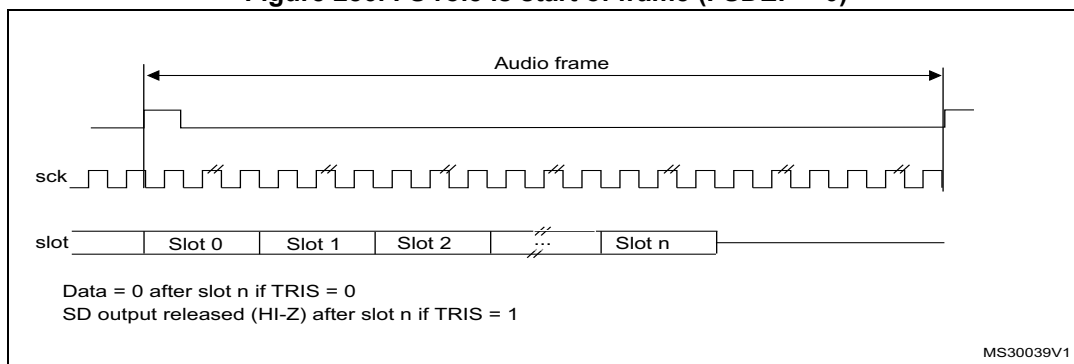 Audio frame
sck
slot Slot 0 Slot 1 Slot 2 ... Slot n
Data = 0 after slot n if TRIS = 0
SD output released (HI-Z) after slot n if TRIS = 1
MS30039V1